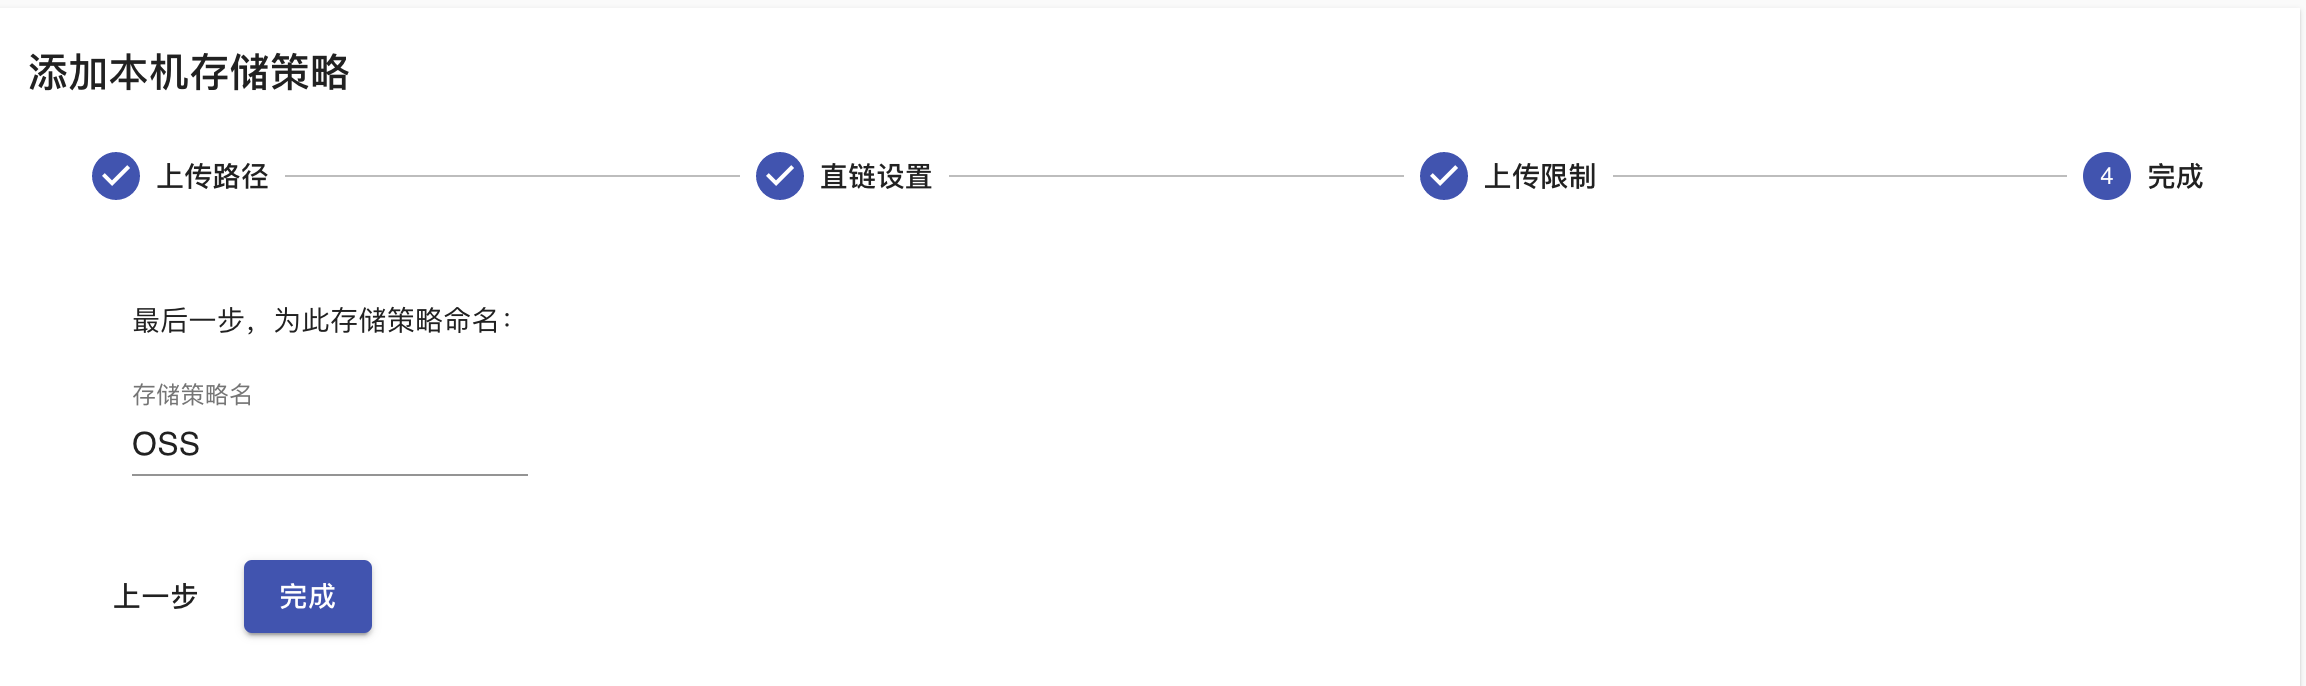 添加本机存储策略
上传路径
直链设置
上传限制
4 完成
最后一步，为此存储策略命名：
存储策略名
OSS
上一步 完成